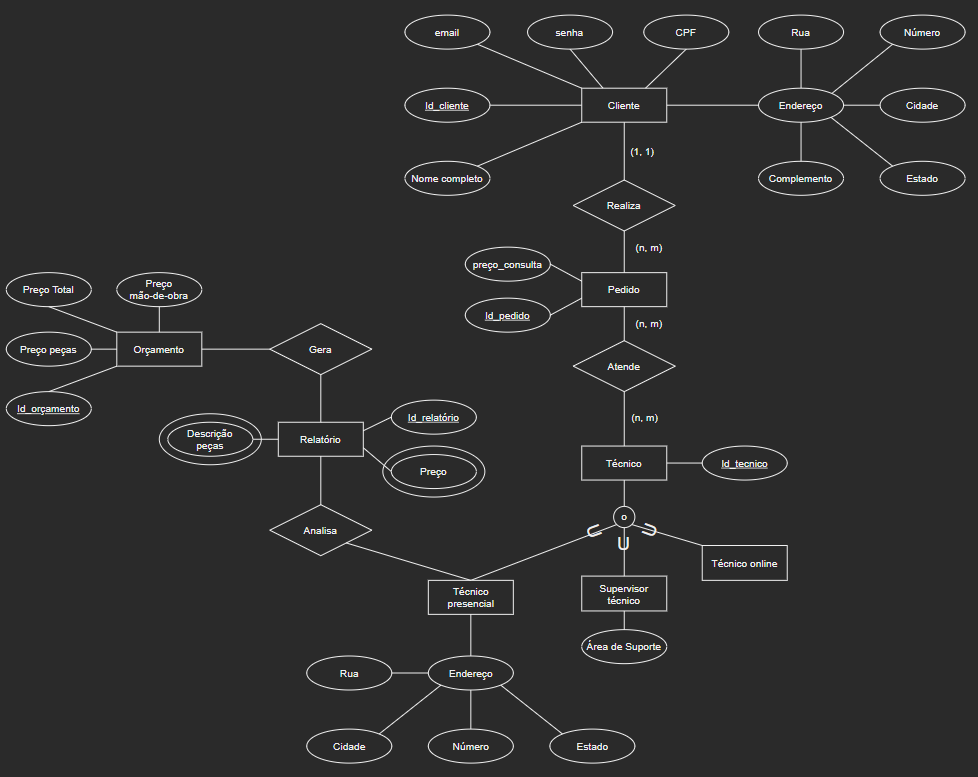 email
senha
CPF
Rua
Número
Id_cliente
Cliente
Endereço
Cidade
(1, 1)
Nome completo
Complemento
Estado
Realiza
(n, m)
preço_consulta
Preço Total
Preço
mão-de-obra
Pedido
Id_pedido
(n, m)
Preço peças
Orçamento
Gera
Atende
Id_orçamento
Id_relatório
(n, m)
Descrição
peças
Relatório
Preço
Técnico
Id_tecnico
o
Analisa
Técnico online
Técnico
presencial
Supervisor
técnico
Área de Suporte
Rua
Endereço
Cidade
Número
Estado